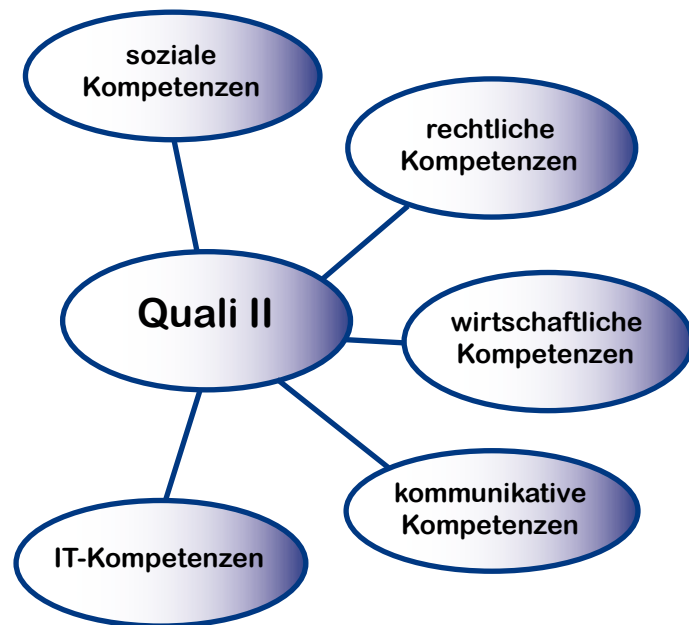 soziale
Kompetenzen
rechtliche
Kompetenzen
Quali II
wirtschaftliche
Kompetenzen
kommunikative
Kompetenzen
IT-Kompetenzen